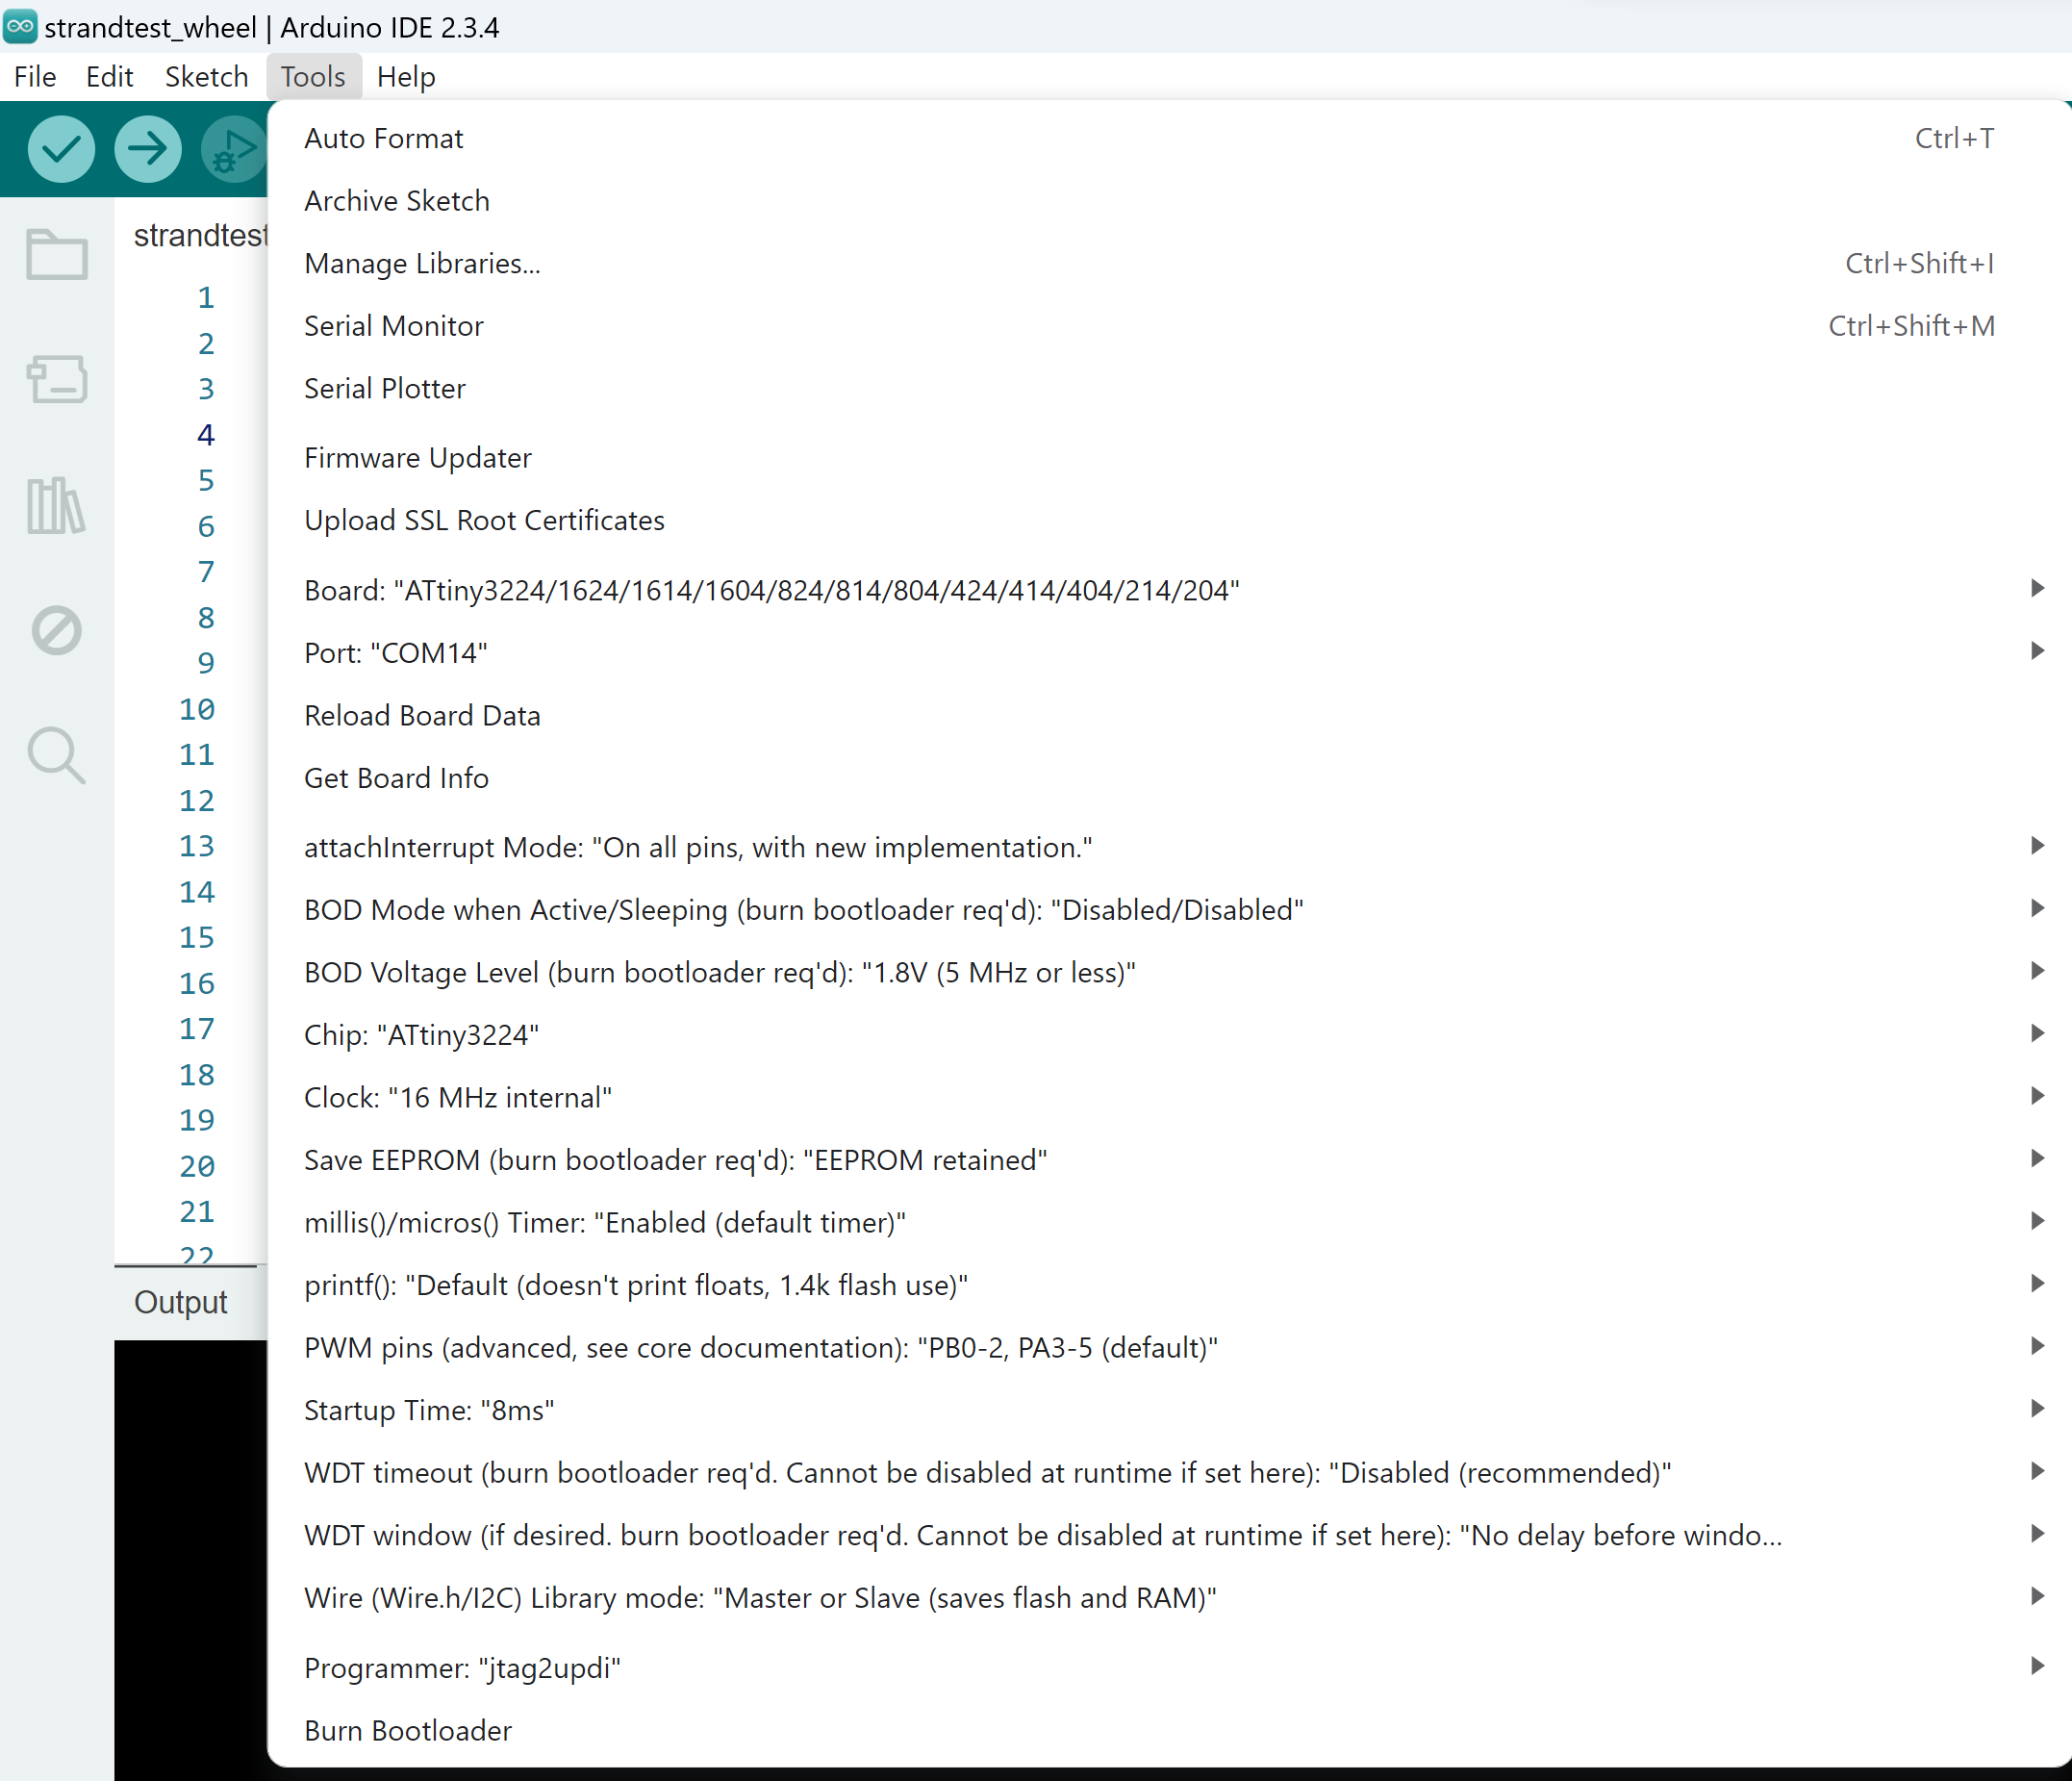 strandtest_wheel | Arduino IDE 2.3.4
File Edit Sketch Tools Help
Auto Format Ctrl+T
Archive Sketch
Manage Libraries... Ctrl+Shift+I
Serial Monitor Ctrl+Shift+M
Serial Plotter
Firmware Updater
Upload SSL Root Certificates
Board: "ATtiny3224/1624/1614/1604/824/814/804/424/414/404/214/204"
Port: "COM14"
Reload Board Data
Get Board Info
attachInterrupt Mode: "On all pins, with new implementation."
BOD Mode when Active/Sleeping (burn bootloader req'd): "Disabled/Disabled"
BOD Voltage Level (burn bootloader req'd): "1.8V (5 MHz or less)"
Chip: "ATtiny3224"
Clock: "16 MHz internal"
Save EEPROM (burn bootloader req'd): "EEPROM retained"
millis()/micros() Timer: "Enabled (default timer)"
printf(): "Default (doesn't print floats, 1.4k flash use)"
PWM pins (advanced, see core documentation): "PB0-2, PA3-5 (default)"
Startup Time: "8ms"
WDT timeout (burn bootloader req'd. Cannot be disabled at runtime if set here): "Disabled (recommended)"
WDT window (if desired. burn bootloader req'd. Cannot be disabled at runtime if set here): "No delay before windo...
Wire (Wire.h/I2C) Library mode: "Master or Slave (saves flash and RAM)"
Programmer: "jtag2updi"
Burn Bootloader
strandtest
1
2
3
4
5
6
7
8
9
10
11
12
13
14
15
16
17
18
19
20
21
22
Output